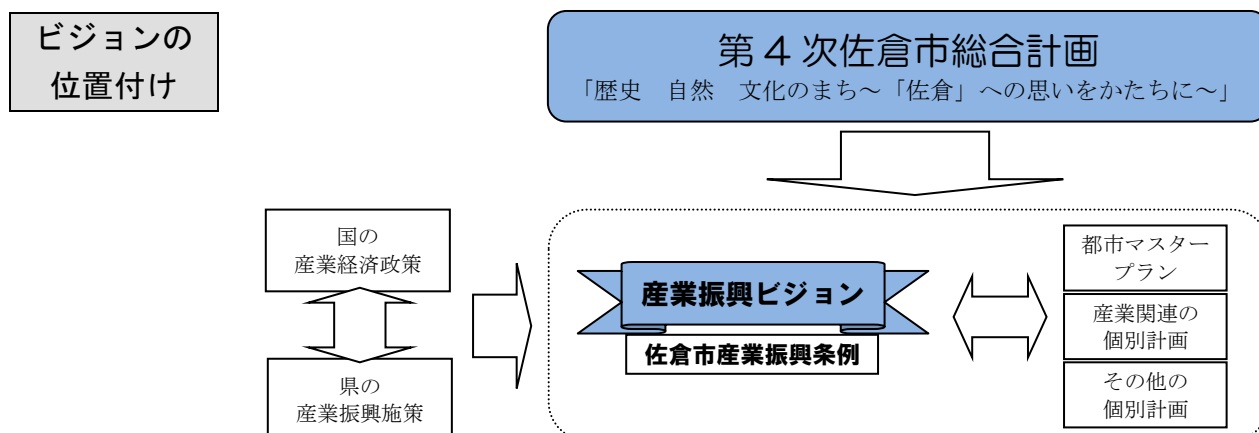 ビジョンの
位置付け
第4次佐倉市総合計画
「歴史　自然　文化のまち～「佐倉」への思いをかたちに～」
国の
産業経済政策
県の
産業振興施策
産業振興ビジョン
佐倉市産業振興条例
都市マスター
プラン
産業関連の
個別計画
その他の
個別計画